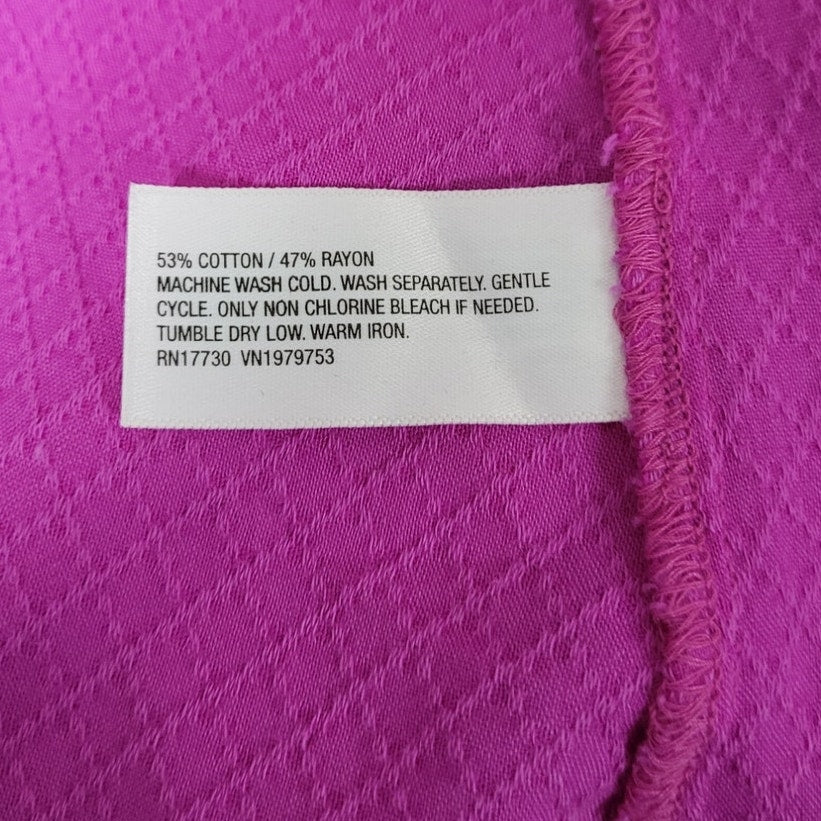 53% COTTON / 47% RAYON
MACHINE WASH COLD. WASH SEPARATELY. GENTLE
CYCLE. ONLY NON CHLORINE BLEACH IF NEEDED.
TUMBLE DRY LOW. WARM IRON.
RN17730 VN1979753